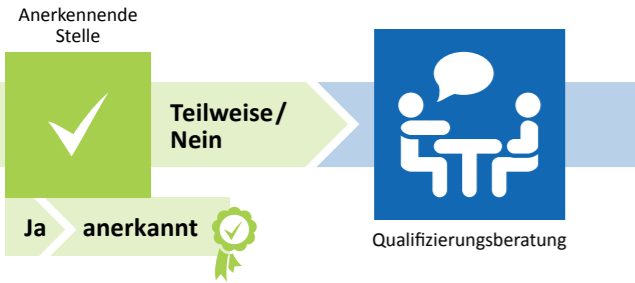 Anerkennende
Stelle
Teilweise/
Nein
Ja
anerkannt
Qualifizierungsberatung